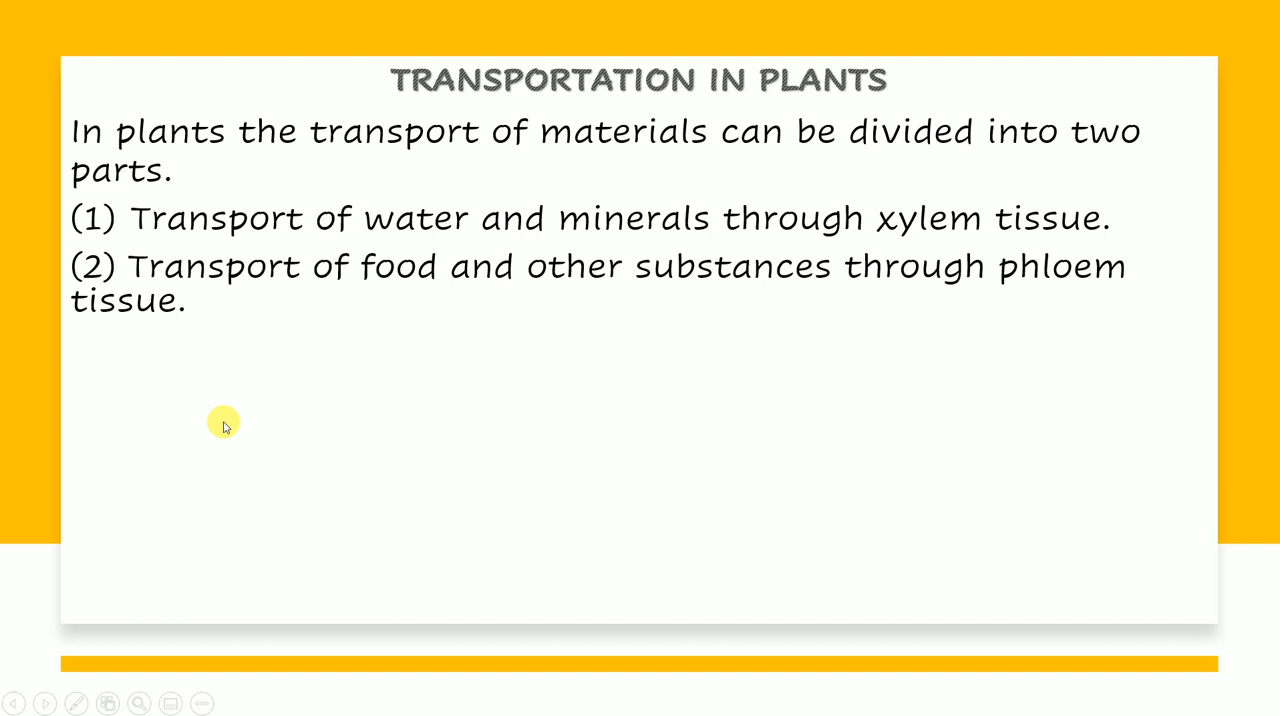 TRANSPORTATION IN PLANTS
In plants the transport of materials can be divided into two
parts.
(1) Transport of water and minerals through xylem tissue.
(2) Transport of food and other substances through phloem
tissue.